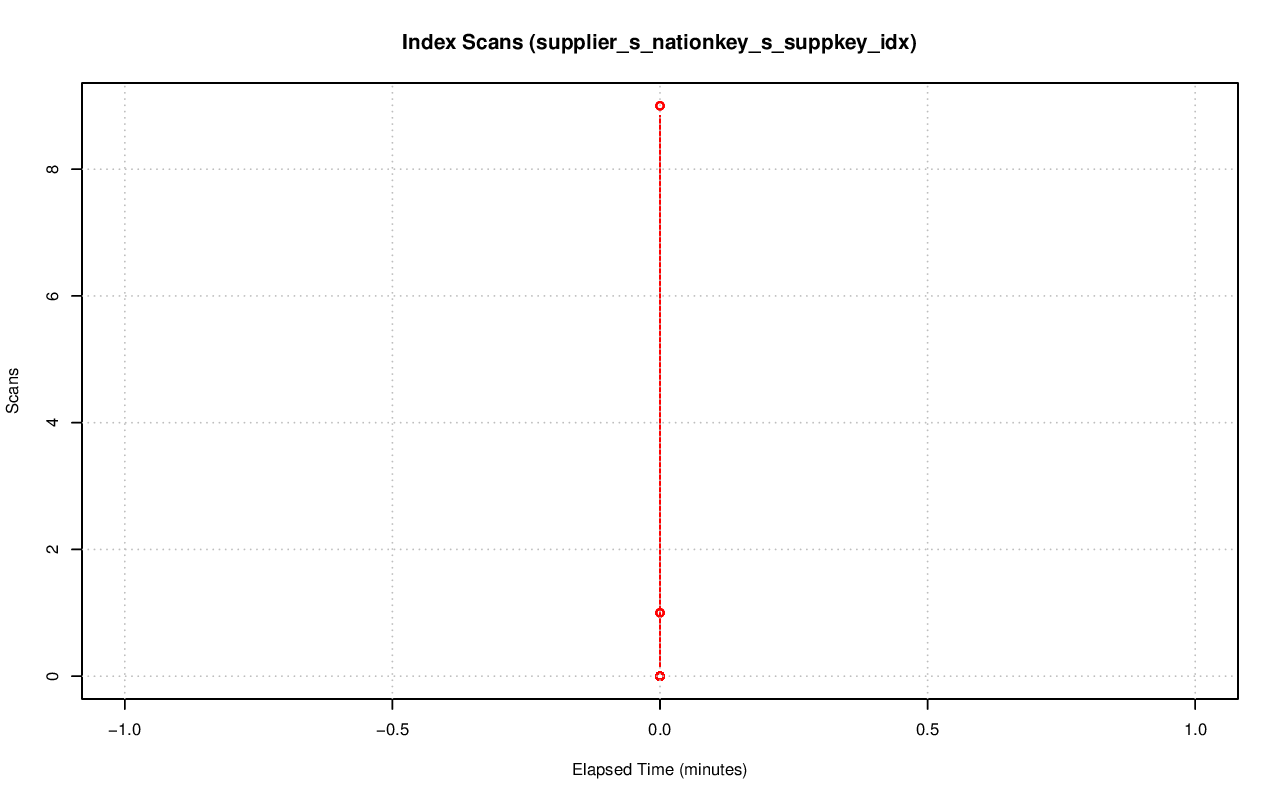 Index Scans (supplier_s_nationkey_s_suppkey_idx)
8
6
4
2
0
Scans
−1.0 −0.5 0.0 0.5 1.0
Elapsed Time (minutes)